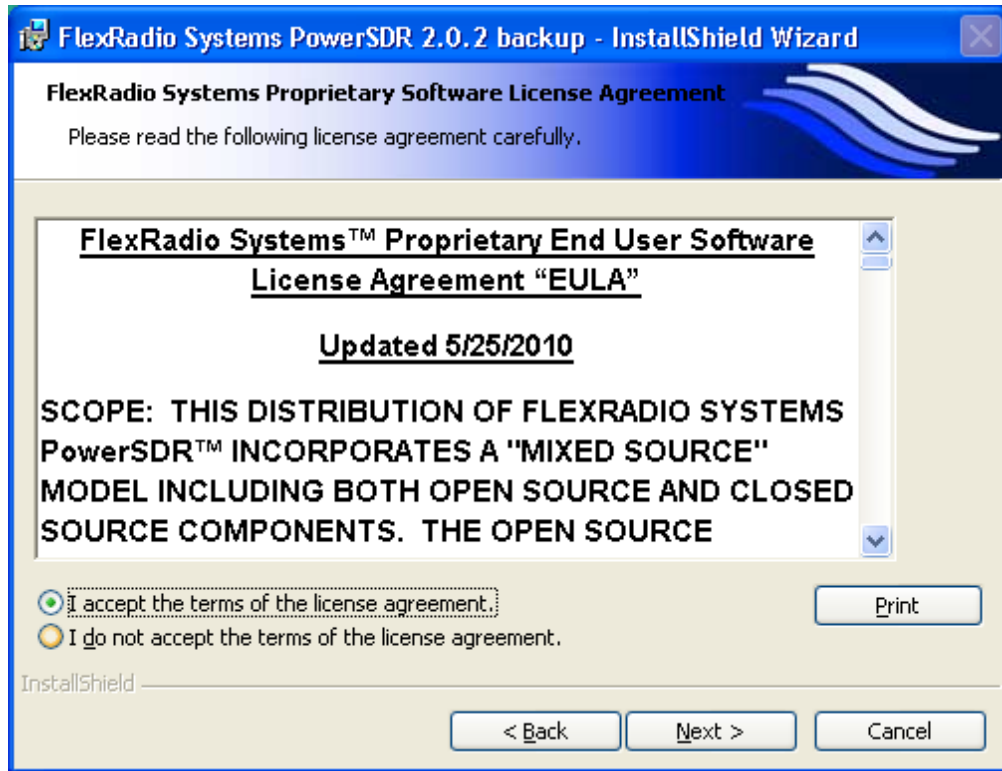 FlexRadio Systems PowerSDR 2.0.2 backup - InstallShield Wizard
FlexRadio Systems Proprietary Software License Agreement
Please read the following license agreement carefully.
FlexRadio Systems™ Proprietary End User Software
License Agreement “EULA”
Updated 5/25/2010
SCOPE:  THIS DISTRIBUTION OF FLEXRADIO SYSTEMS
PowerSDR™ INCORPORATES A "MIXED SOURCE"
MODEL INCLUDING BOTH OPEN SOURCE AND CLOSED
SOURCE COMPONENTS.  THE OPEN SOURCE
I accept the terms of the license agreement.
Print
I do not accept the terms of the license agreement.
InstallShield
< Back
Next >
Cancel